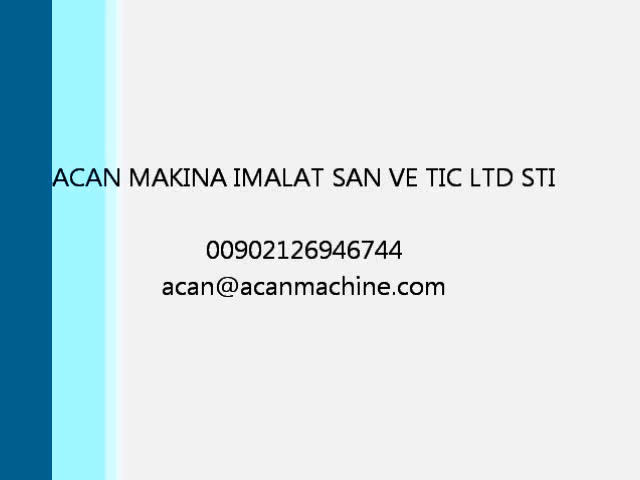 ACAN MAKINA IMALAT SAN VE TIC LTD STI
00902126946744
acan@acanmachine.com